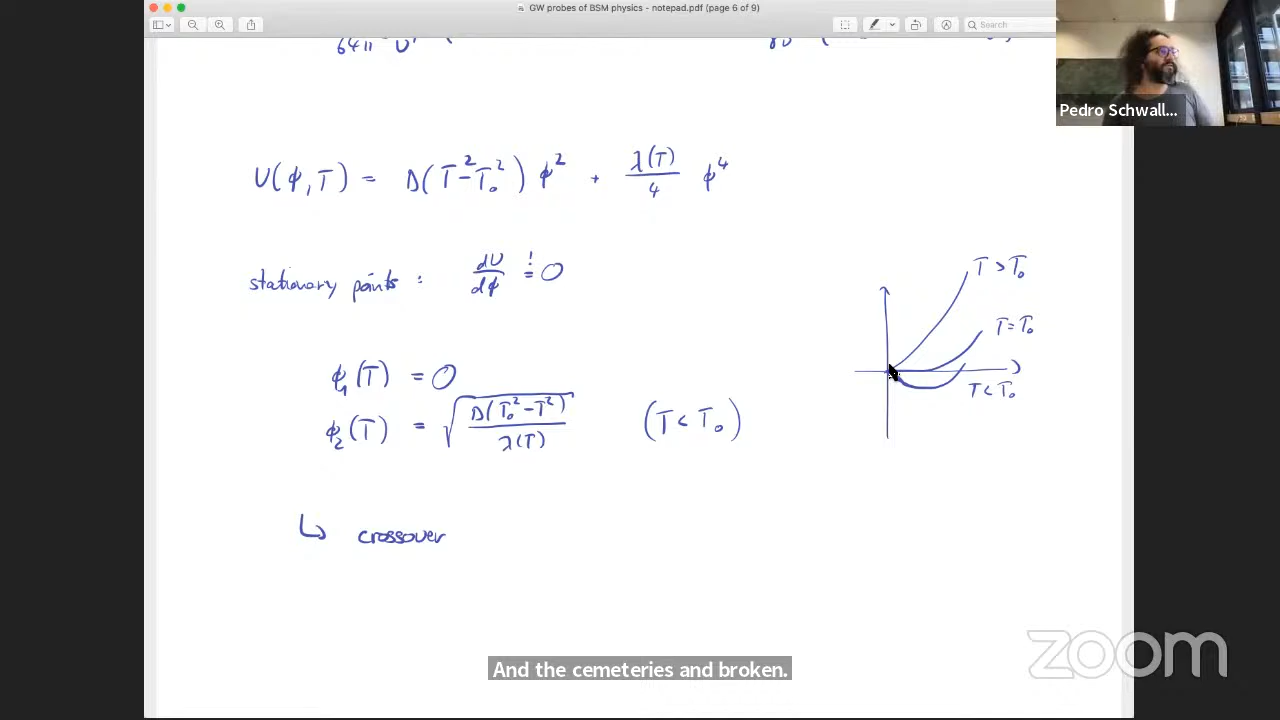 GW probes of BSM physics - notepad.pdf (page 6 of 9)
Search
Pedro Schwall...
U(ϕ,T) = D(T²-T₀²) ϕ² + λ(T)/4 ϕ⁴
stationary points : dU/dϕ != 0
T > T₀
T = T₀
T < T₀
ϕ₁(T) = 0
ϕ₂(T) = √(D(T₀²-T²)/λ(T)) (T < T₀)
↳ crossover
zoom
And the cemeteries and broken.